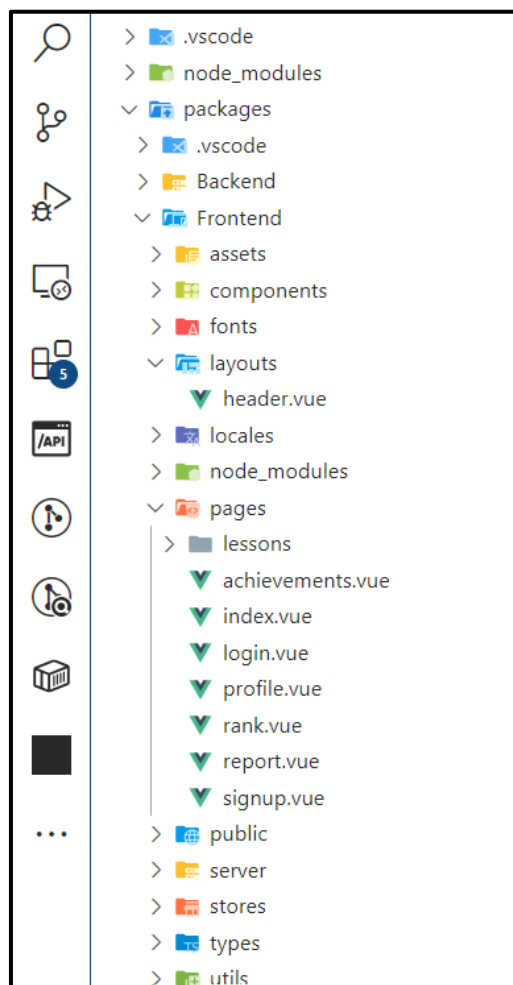 .vscode
node_modules
packages
.vscode
Backend
Frontend
assets
components
fonts
layouts
header.vue
5
/API
locales
node_modules
pages
lessons
achievements.vue
index.vue
login.vue
profile.vue
rank.vue
report.vue
signup.vue
public
server
stores
types
utils